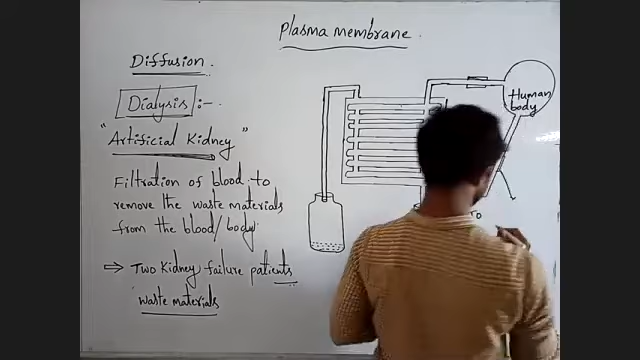 Plasma membrane
Diffusion.
Dialysis :-
"Artificial Kidney"
Filtration of blood to
remove the waste materials
from the blood/body
⇒ Two Kidney failure patients
waste materials
Human
body